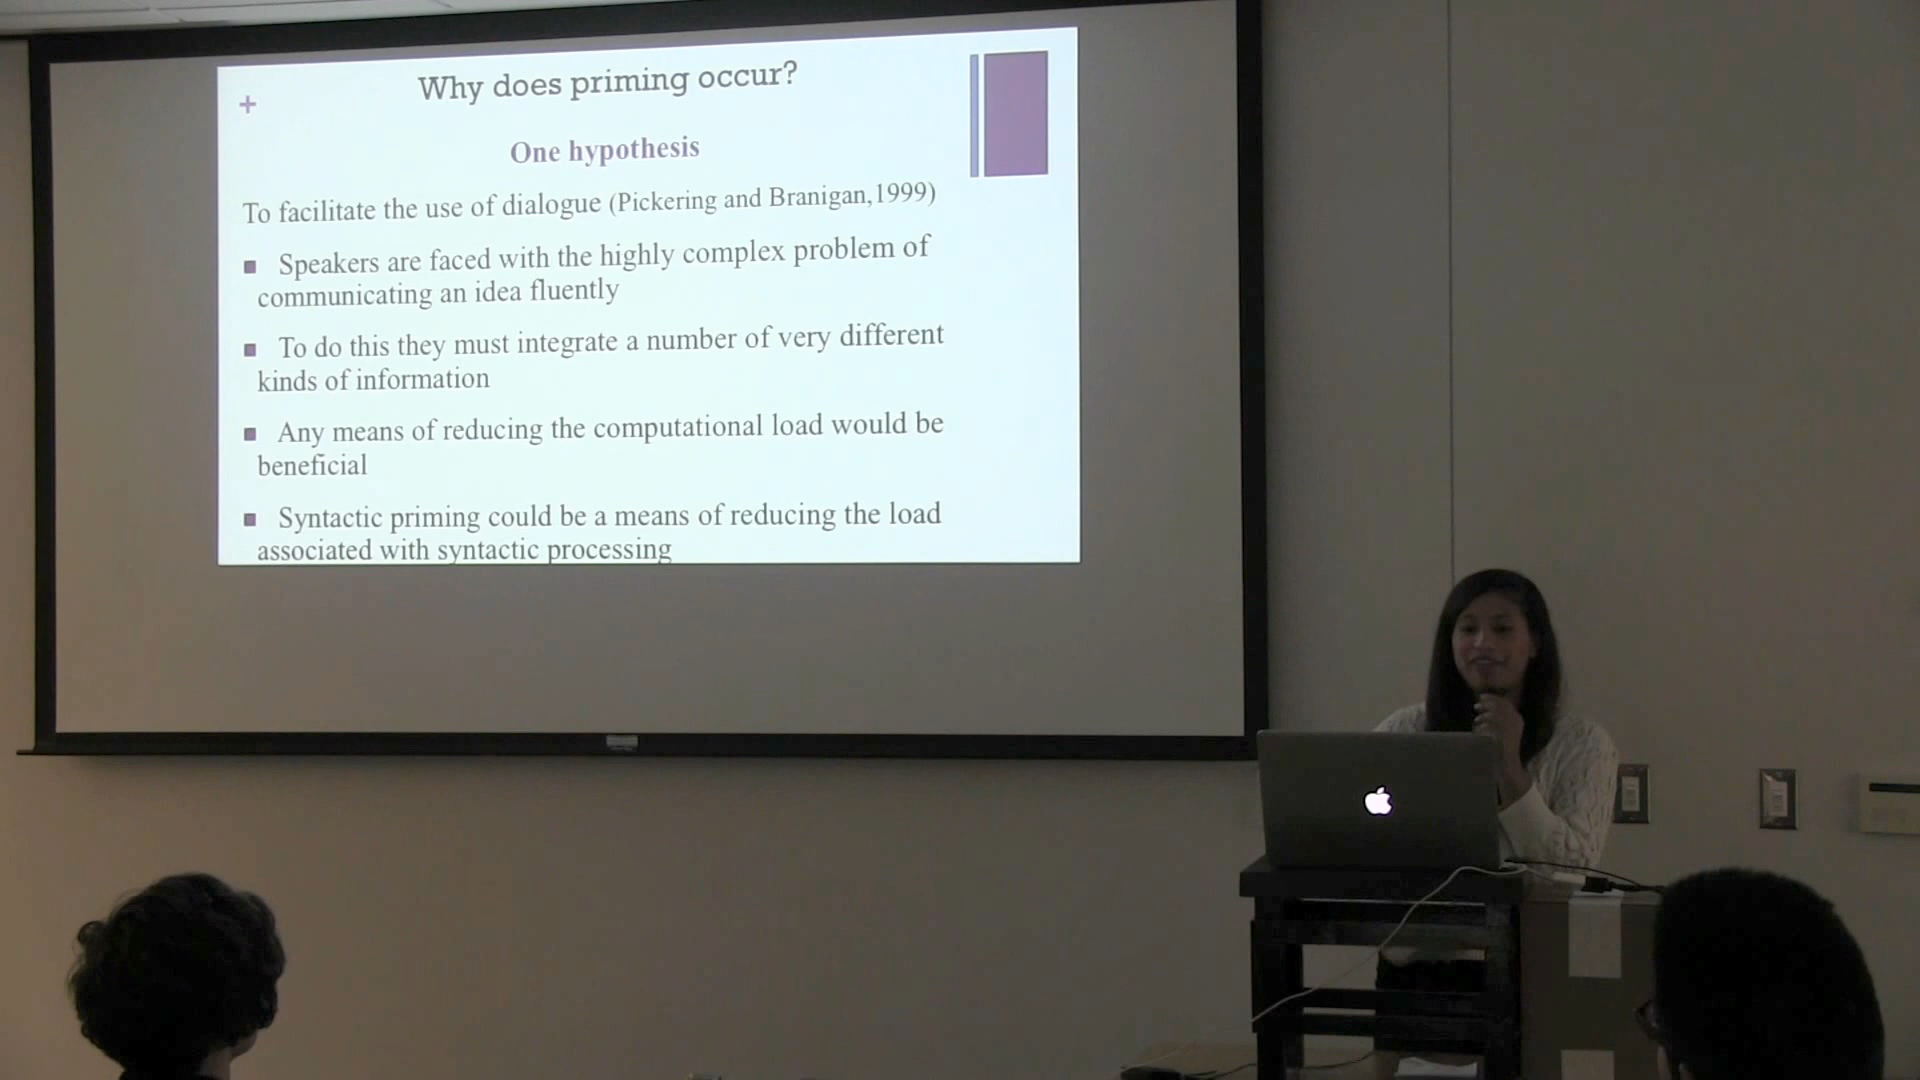 +
Why does priming occur?
One hypothesis
To facilitate the use of dialogue (Pickering and Branigan,1999)
■ Speakers are faced with the highly complex problem of
communicating an idea fluently
■ To do this they must integrate a number of very different
kinds of information
■ Any means of reducing the computational load would be
beneficial
■ Syntactic priming could be a means of reducing the load
associated with syntactic processing